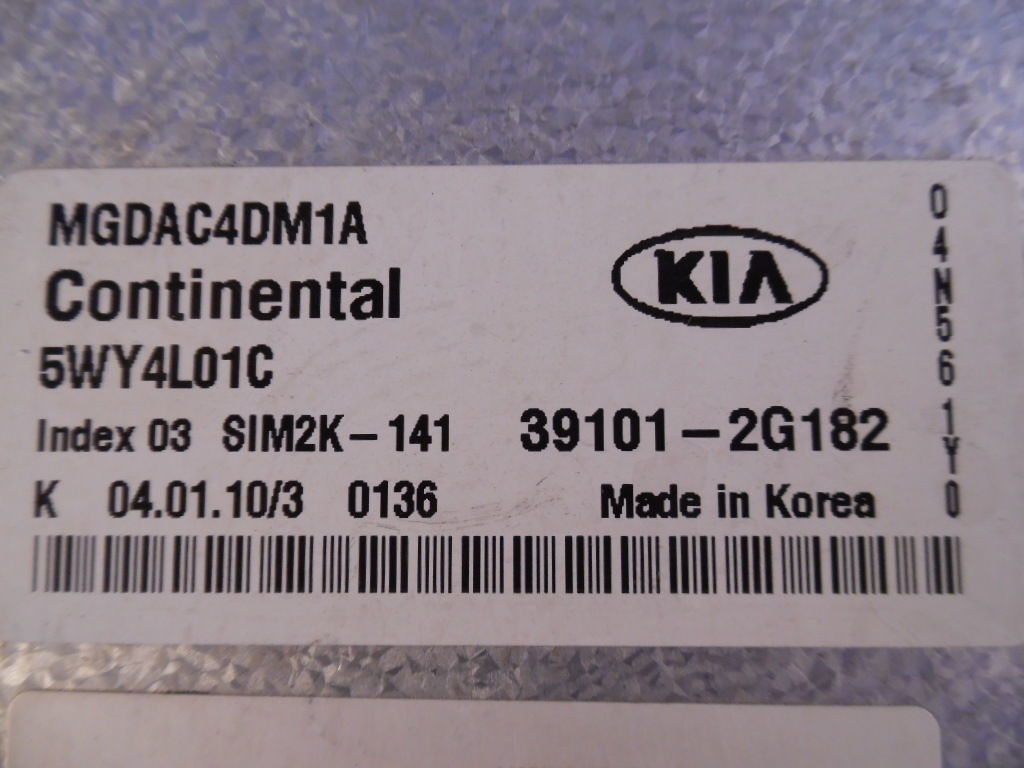 MGDAC4DM1A
Continental
KIA
5WY4L01C
Index 03 SIM2K-141 39101-2G182
K 04.01.10/3 0136 Made in Korea
04N561Y0